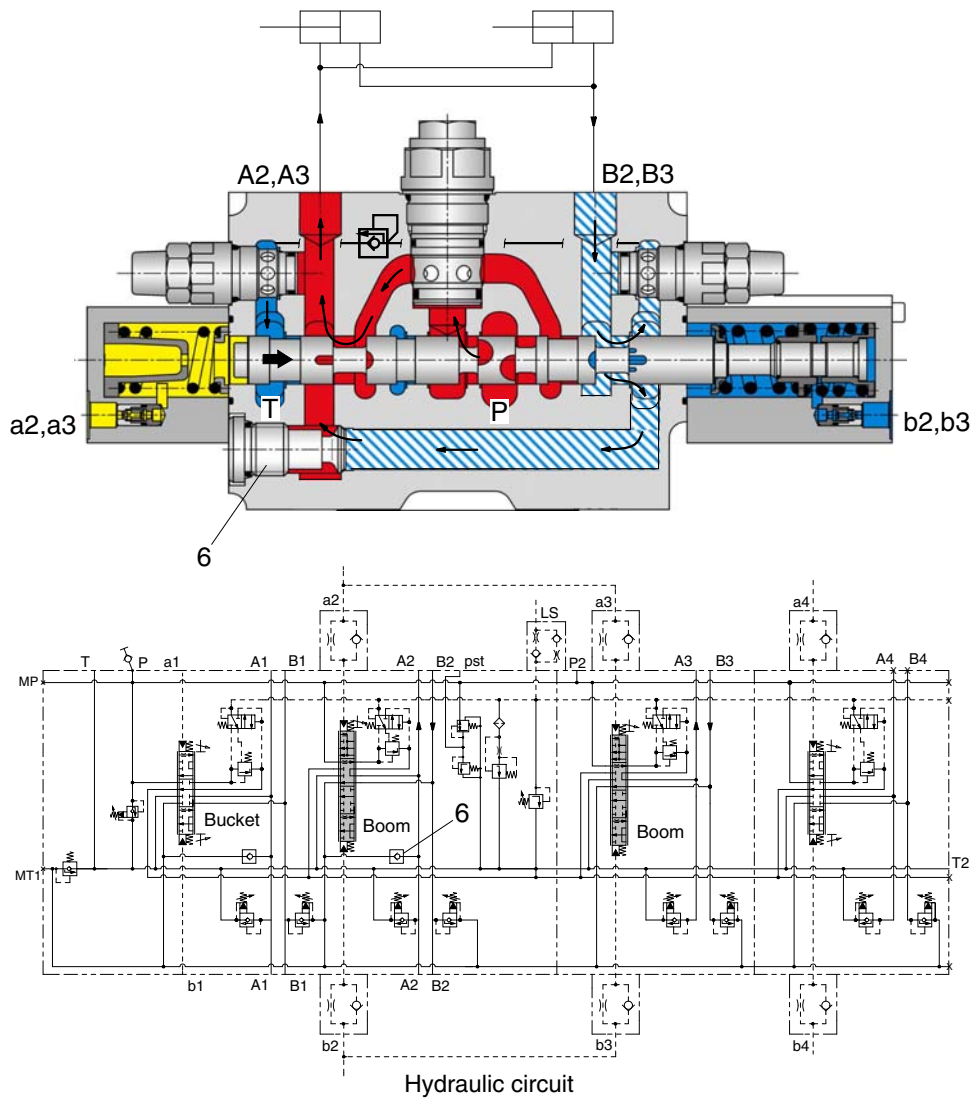 A2,A3
B2,B3
T
P
a2,a3
b2,b3
6
a2
LS
a3
a4
T
P
a1
A1
B1
A2
B2
pst
P2
A3
B3
A4
B4
MP
Bucket
Boom
6
Boom
MT1
T2
b1
A1
B1
A2
B2
b2
b3
b4
Hydraulic circuit